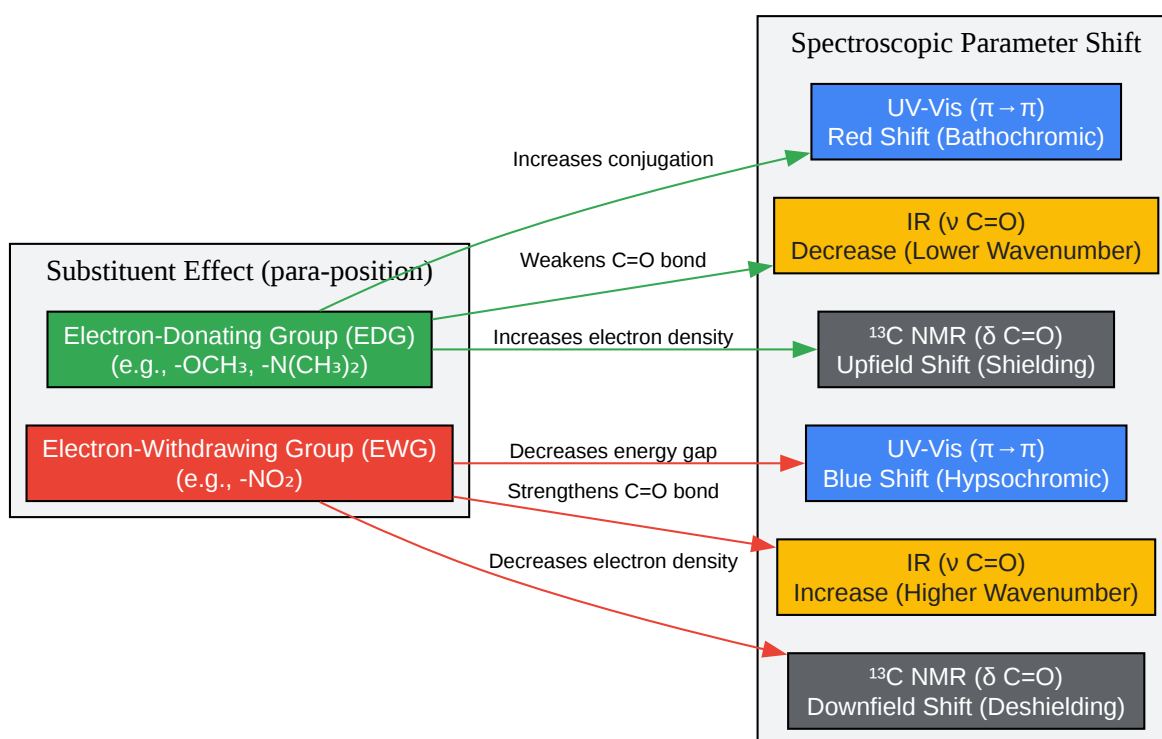 Substituent Effect (para-position)
Electron-Donating Group (EDG)
(e.g., -OCH₃, -N(CH₃)₂)
Electron-Withdrawing Group (EWG)
(e.g., -NO₂)
Increases conjugation
Weakens C=O bond
Increases electron density
Decreases energy gap
Strengthens C=O bond
Decreases electron density
Spectroscopic Parameter Shift
UV-Vis (π→π)
Red Shift (Bathochromic)
IR (ν C=O)
Decrease (Lower Wavenumber)
¹³C NMR (δ C=O)
Upfield Shift (Shielding)
UV-Vis (π→π)
Blue Shift (Hypsochromic)
IR (ν C=O)
Increase (Higher Wavenumber)
¹³C NMR (δ C=O)
Downfield Shift (Deshielding)